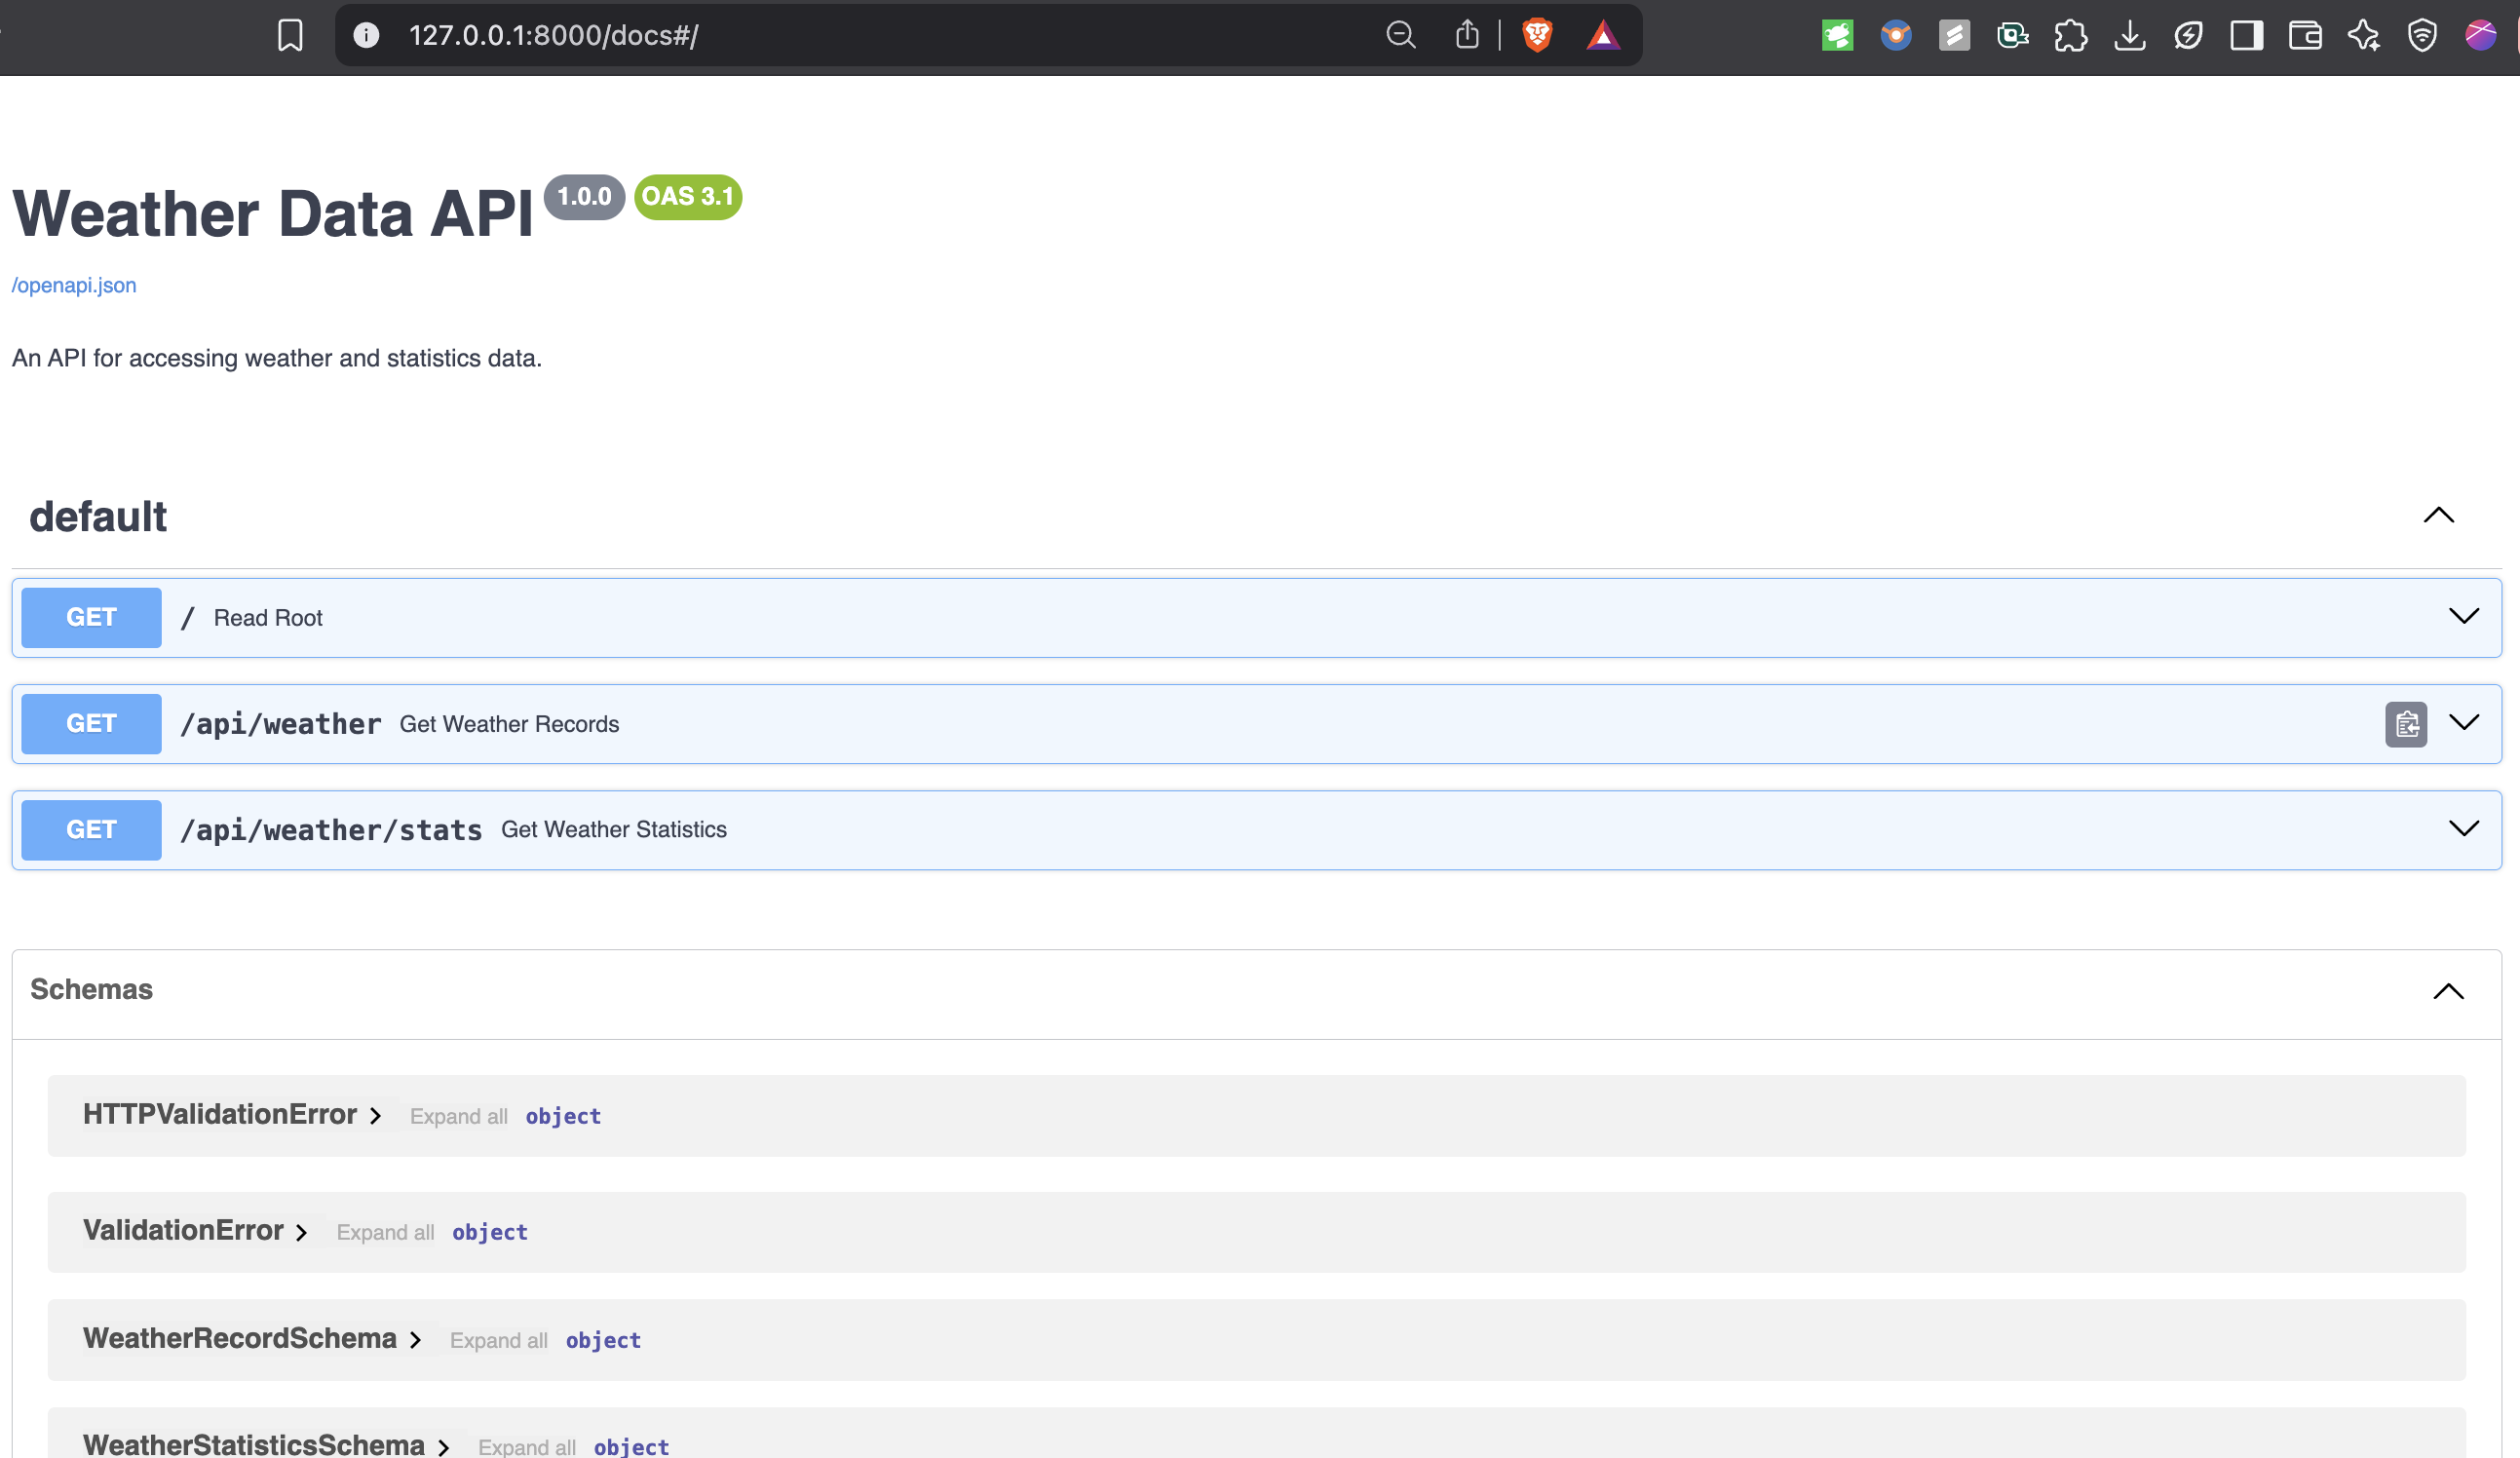 127.0.0.1:8000/docs#/
Weather Data API 1.0.0 OAS 3.1
/openapi.json
An API for accessing weather and statistics data.
default
GET / Read Root
GET /api/weather Get Weather Records
GET /api/weather/stats Get Weather Statistics
Schemas
HTTPValidationError Expand all object
ValidationError Expand all object
WeatherRecordSchema Expand all object
WeatherStatisticsSchema Expand all object